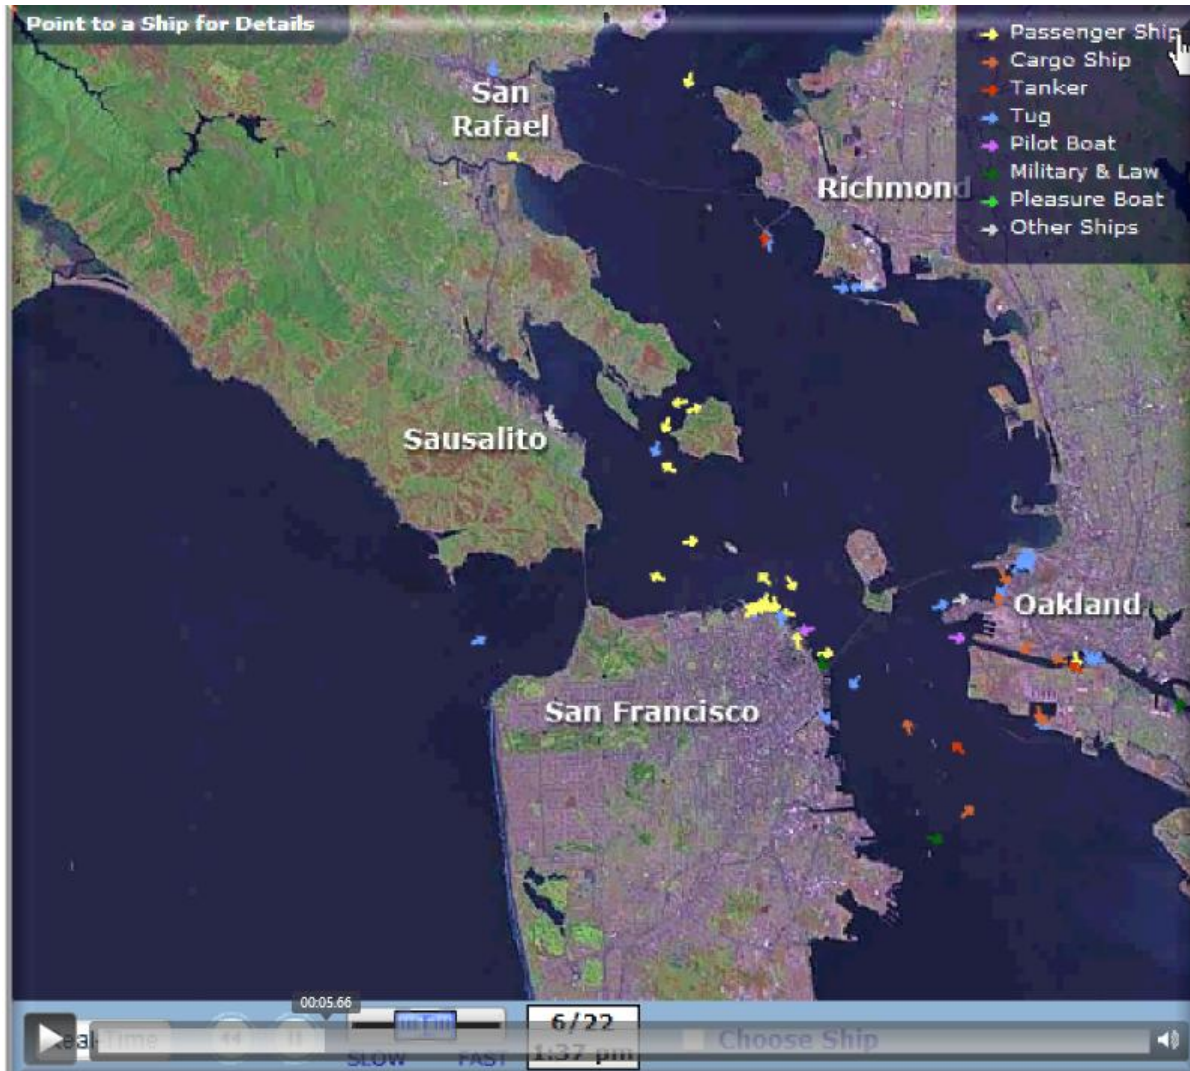 Point to a Ship for Details
Passenger Ship
Cargo Ship
Tanker
Tug
Pilot Boat
Military & Law
Pleasure Boat
Other Ships
San
Rafael
Richmond
Sausalito
Oakland
San Francisco
00:05.66
Real-Time
SLOW
FAST
6/22
1:37 pm
Choose Ship